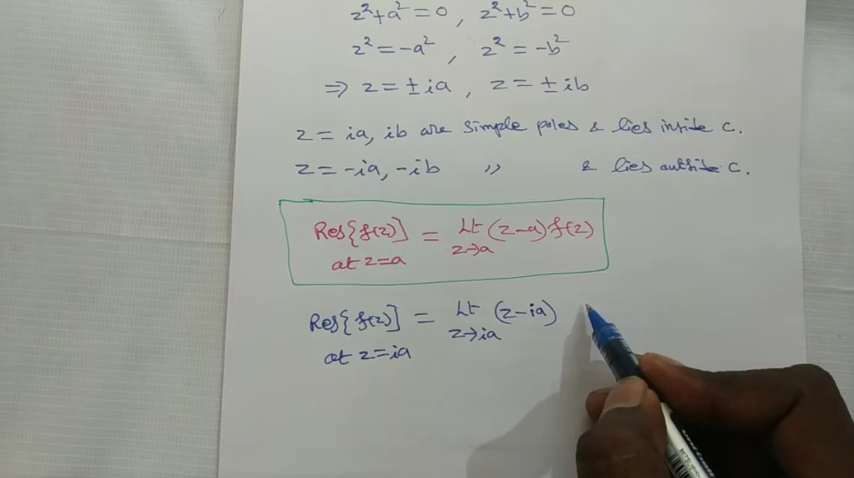 z²+a²=0 , z²+b²=0
z²=-a² , z²=-b²
⇒ z=±ia , z=±ib
z=ia, ib are simple poles & lies inside c.
z=-ia, -ib ,, & lies outside c.
Res{f(z)} = Lt (z-a)f(z)
at z=a z→a
Res{f(z)} = Lt (z-ia)
at z=ia z→ia